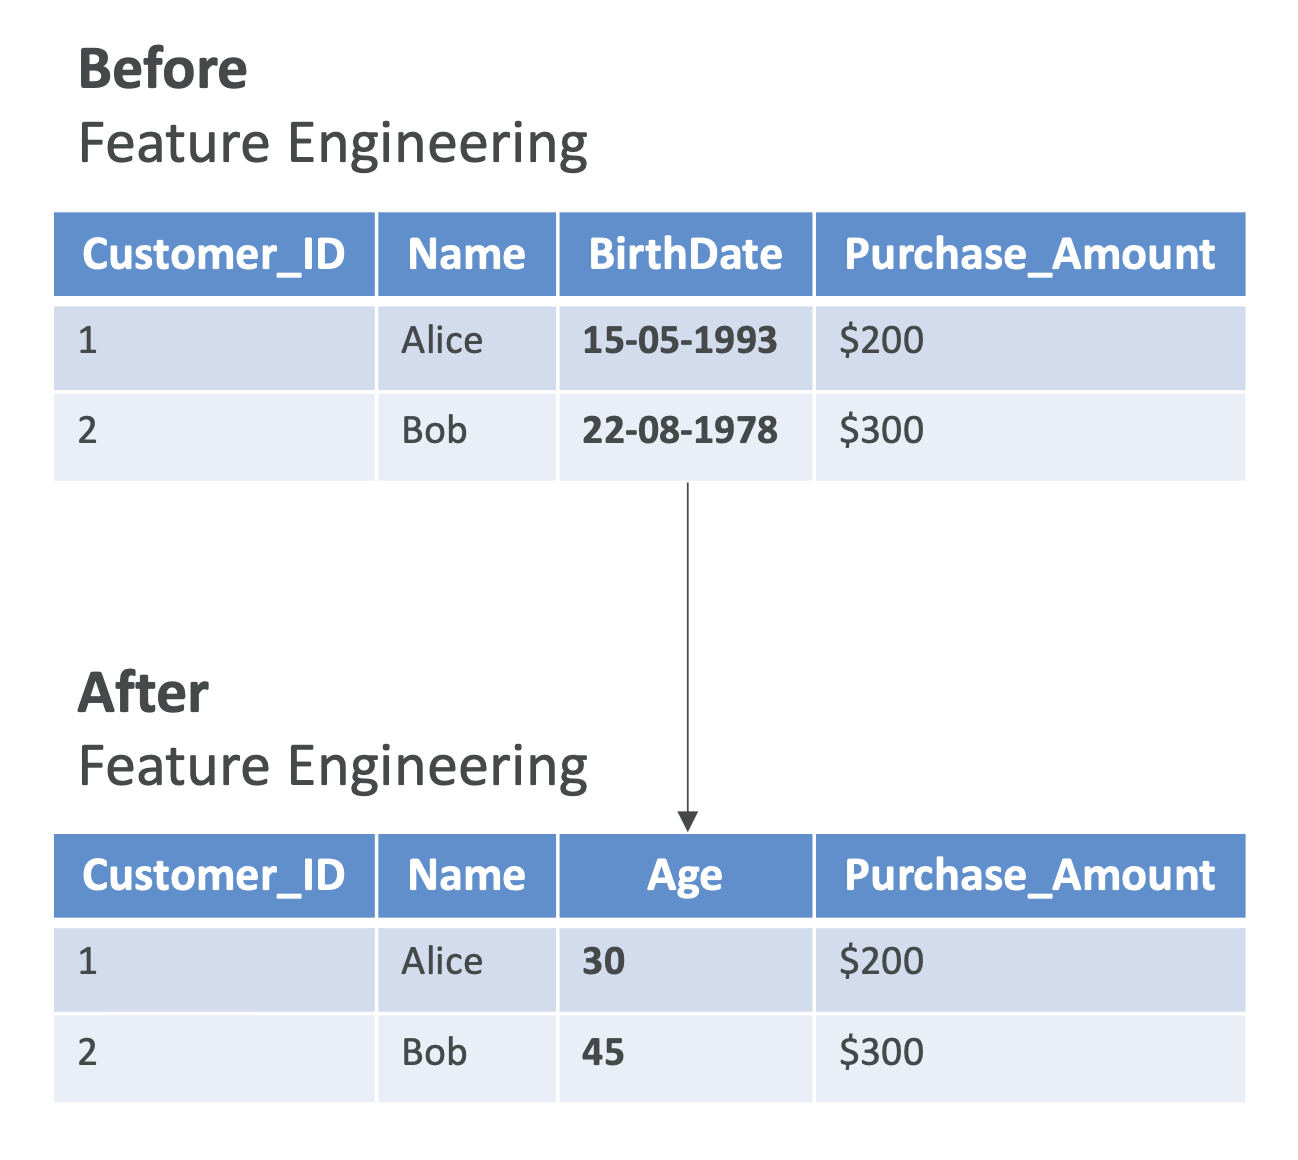 Before
Feature Engineering
Customer_ID Name BirthDate Purchase_Amount
1 Alice 15-05-1993 $200
2 Bob 22-08-1978 $300
After
Feature Engineering
Customer_ID Name Age Purchase_Amount
1 Alice 30 $200
2 Bob 45 $300